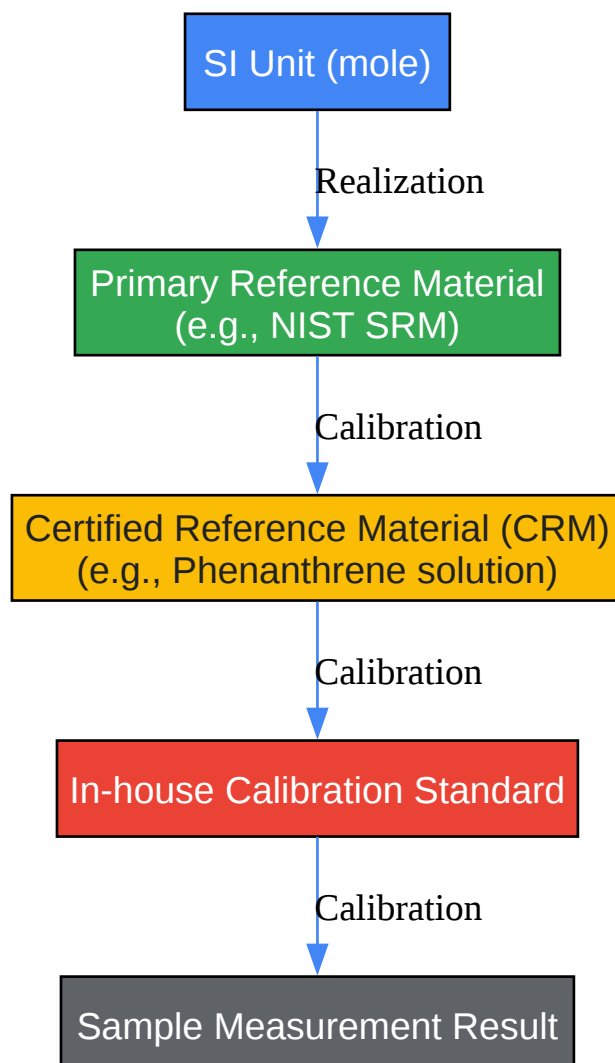 SI Unit (mole)
Realization
Primary Reference Material
(e.g., NIST SRM)
Calibration
Certified Reference Material (CRM)
(e.g., Phenanthrene solution)
Calibration
In-house Calibration Standard
Calibration
Sample Measurement Result